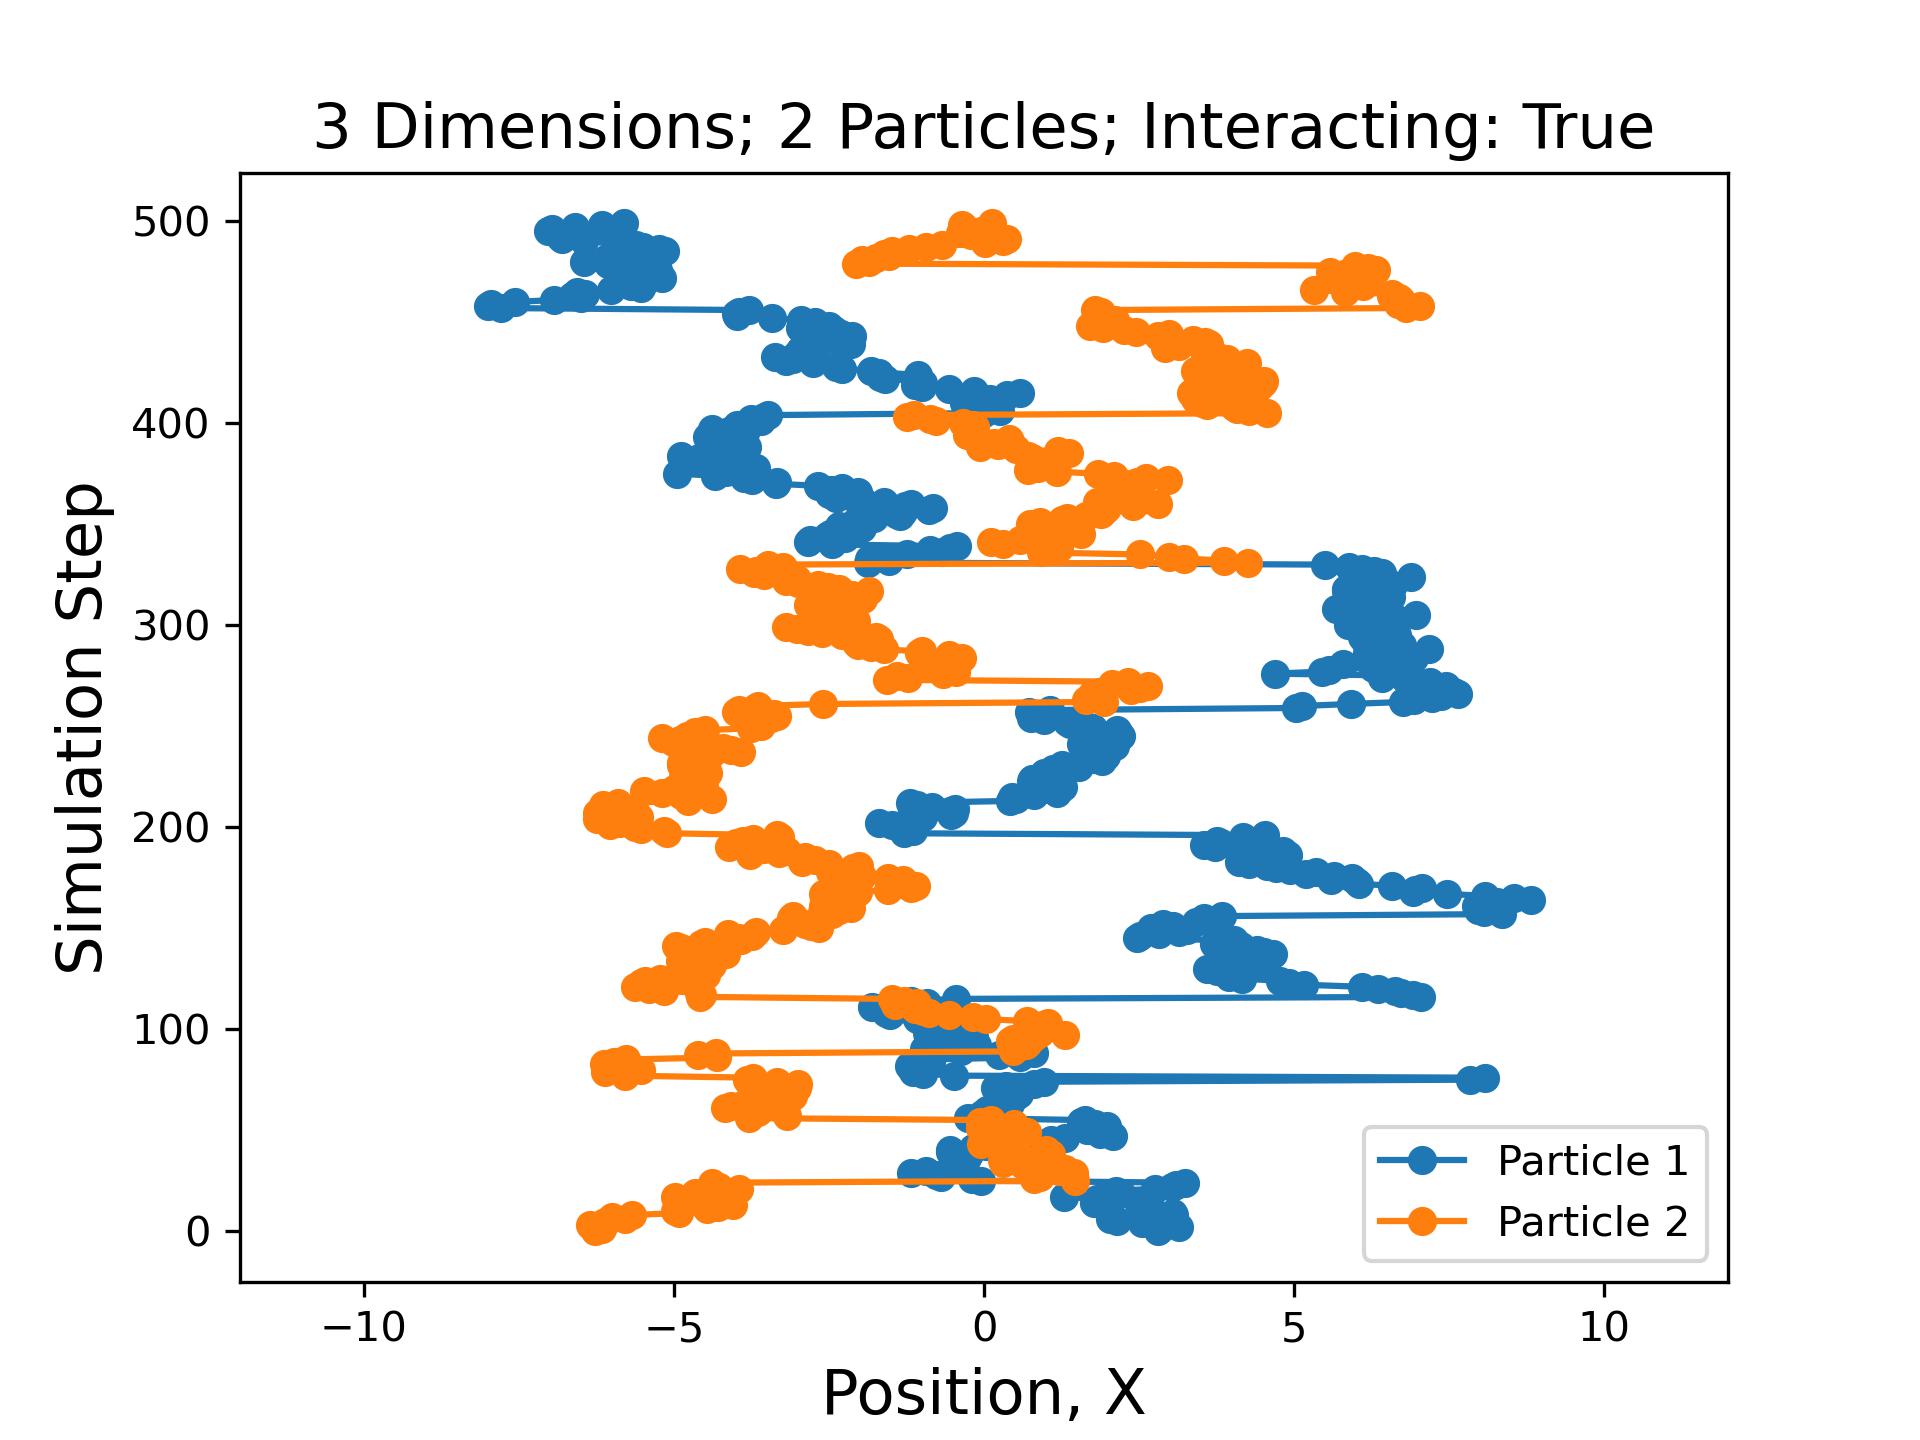 3 Dimensions; 2 Particles; Interacting: True
Simulation Step
500
400
300
200
100
0
Particle 1
Particle 2
−10
−5
0
5
10
Position, X